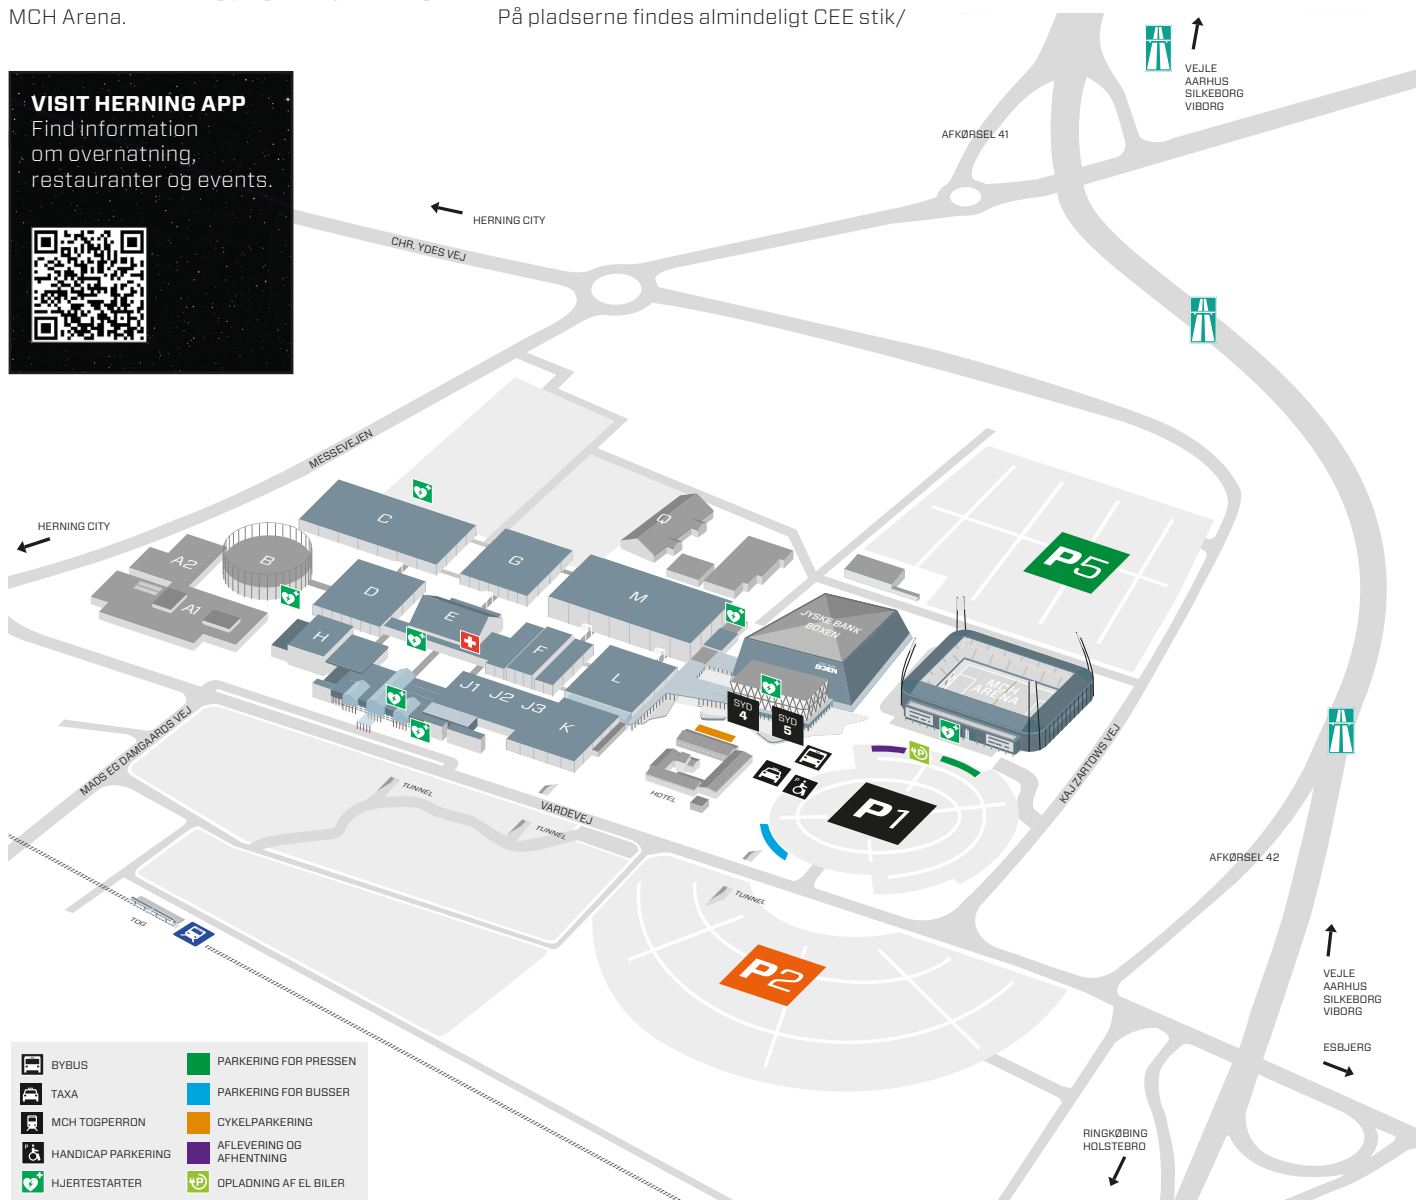 MCH Arena.
På pladserne findes almindeligt CEE stik/
VISIT HERNING APP
Find information
om overnatning,
restauranter og events.
VEJLE
AARHUS
SILKEBORG
VIBORG
AFKØRSEL 41
HERNING CITY
CHR. YDES VEJ
MESSEVEJEN
HERNING CITY
A2
A1
B
C
D
E
F
G
H
J1
J2
J3
K
L
M
Q
JYSKE BANK
BOXEN
BOXEN
MCH
ARENA
SYD
4
SYD
5
P5
P1
P2
P
P
HOTEL
TUNNEL
TUNNEL
TUNNEL
VARDEVEJ
MADS EG DAMGAARDS VEJ
KAJ ZARTOWS VEJ
AFKØRSEL 42
TOG
VEJLE
AARHUS
SILKEBORG
VIBORG
ESBJERG
RINGKØBING
HOLSTEBRO
BYBUS
TAXA
MCH TOGPERRON
P
HANDICAP PARKERING
HJERTESTARTER
PARKERING FOR PRESSEN
PARKERING FOR BUSSER
CYKELPARKERING
AFLEVERING OG
AFHENTNING
P
OPLADNING AF EL BILER